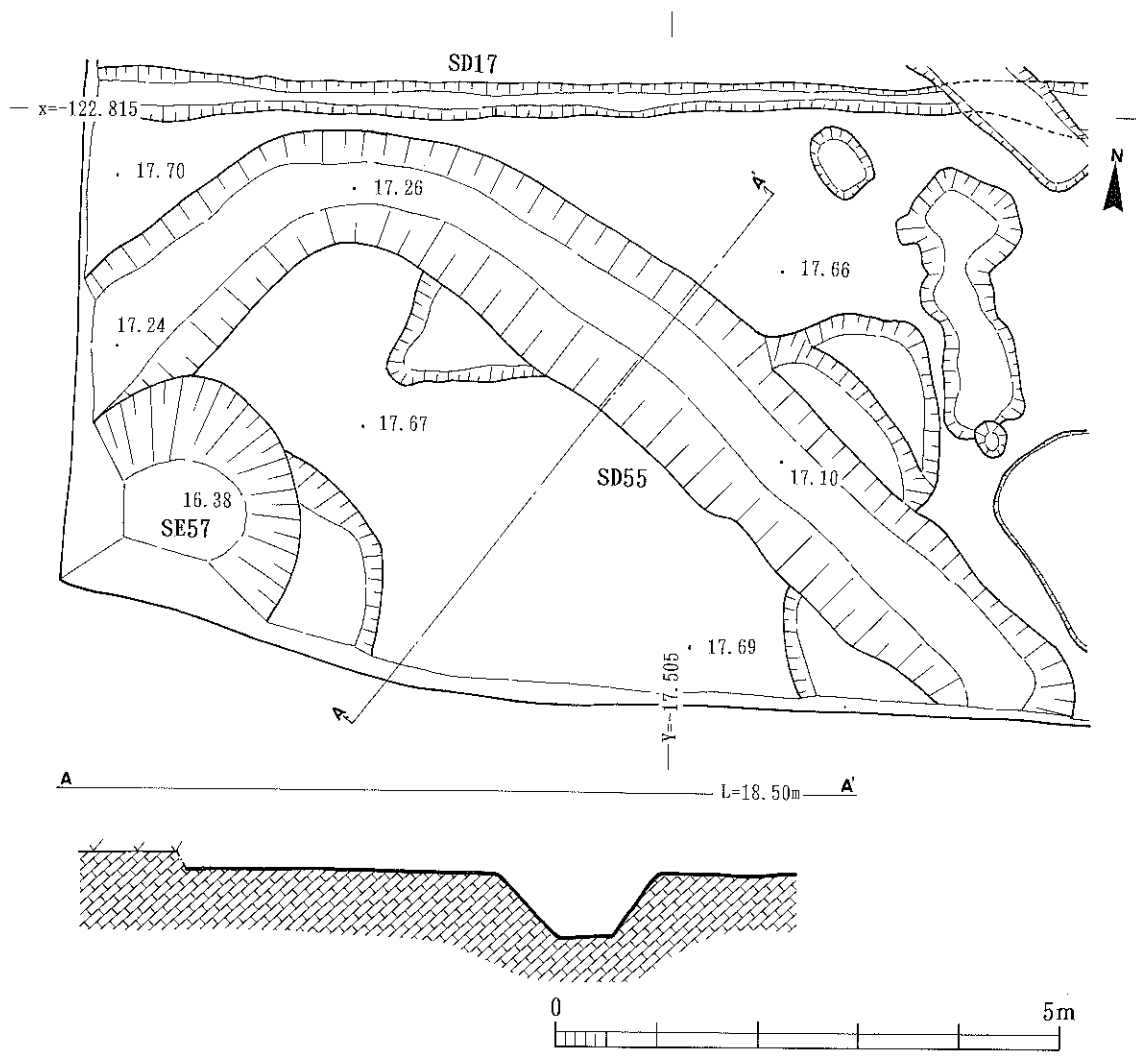 SD17
x=-122.815
N
17.70
17.26
A'
17.66
17.24
17.67
SD55
17.10
16.38
SE57
17.69
Y=-17.505
A
A
L=18.50m
A'
0
5m